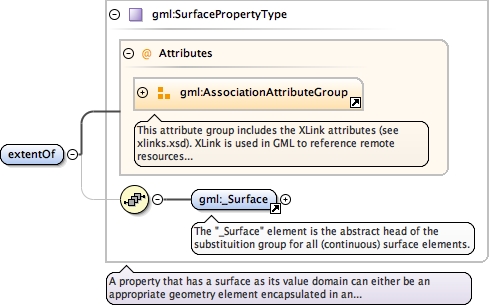 gml:SurfacePropertyType
@ Attributes
gml:AssociationAttributeGroup
This attribute group includes the XLink attributes (see
xlinks.xsd). XLink is used in GML to reference remote
resources...
extentOf
gml:_Surface
The "_Surface" element is the abstract head of the
substituition group for all (continuous) surface elements.
A property that has a surface as its value domain can either be an
appropriate geometry element encapsulated in an...